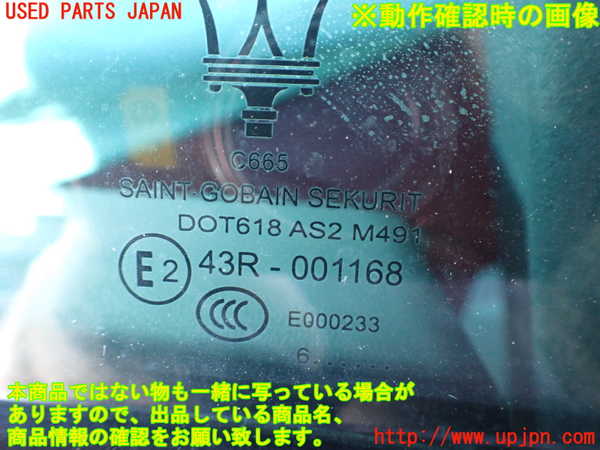 USED PARTS JAPAN
※動作確認時の画像
C665
SAINT-GOBAIN SEKURIT
DOT618 AS2 M491
E2 43R - 001168
CCC E000233
6.......
本商品ではない物も一緒に写っている場合が
ありますので、出品している商品名、
商品情報の確認をお願い致します。
http://www.upjpn.com